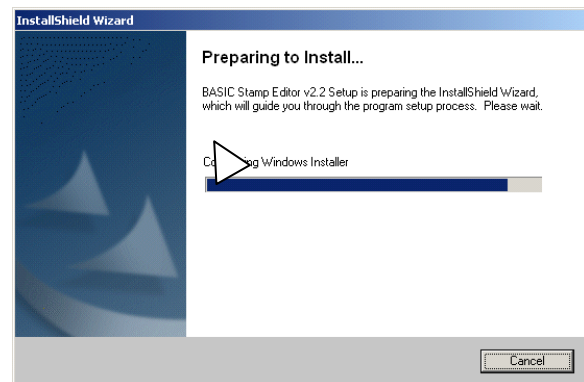 InstallShield Wizard
Preparing to Install...
BASIC Stamp Editor v2.2 Setup is preparing the InstallShield Wizard,
which will guide you through the program setup process. Please wait.
Windows Installer
Cancel